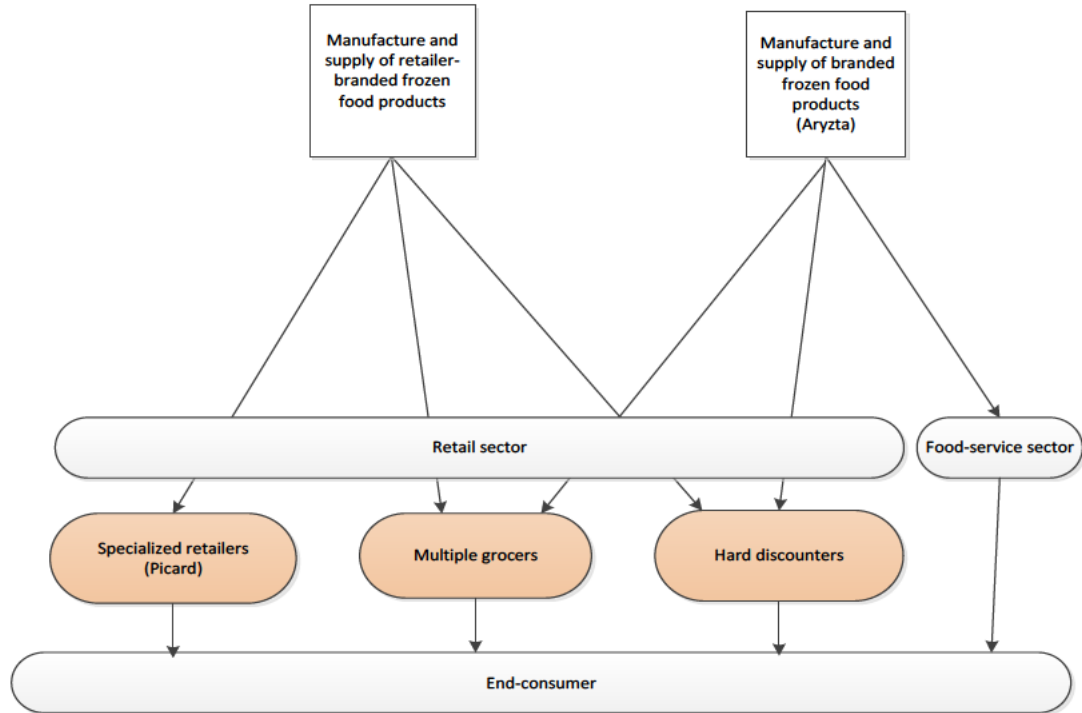 Manufacture and
supply of retailer-
branded frozen
food products
Manufacture and
supply of branded
frozen food
products
(Aryzta)
Retail sector
Food-service sector
Specialized retailers
(Picard)
Multiple grocers
Hard discounters
End-consumer